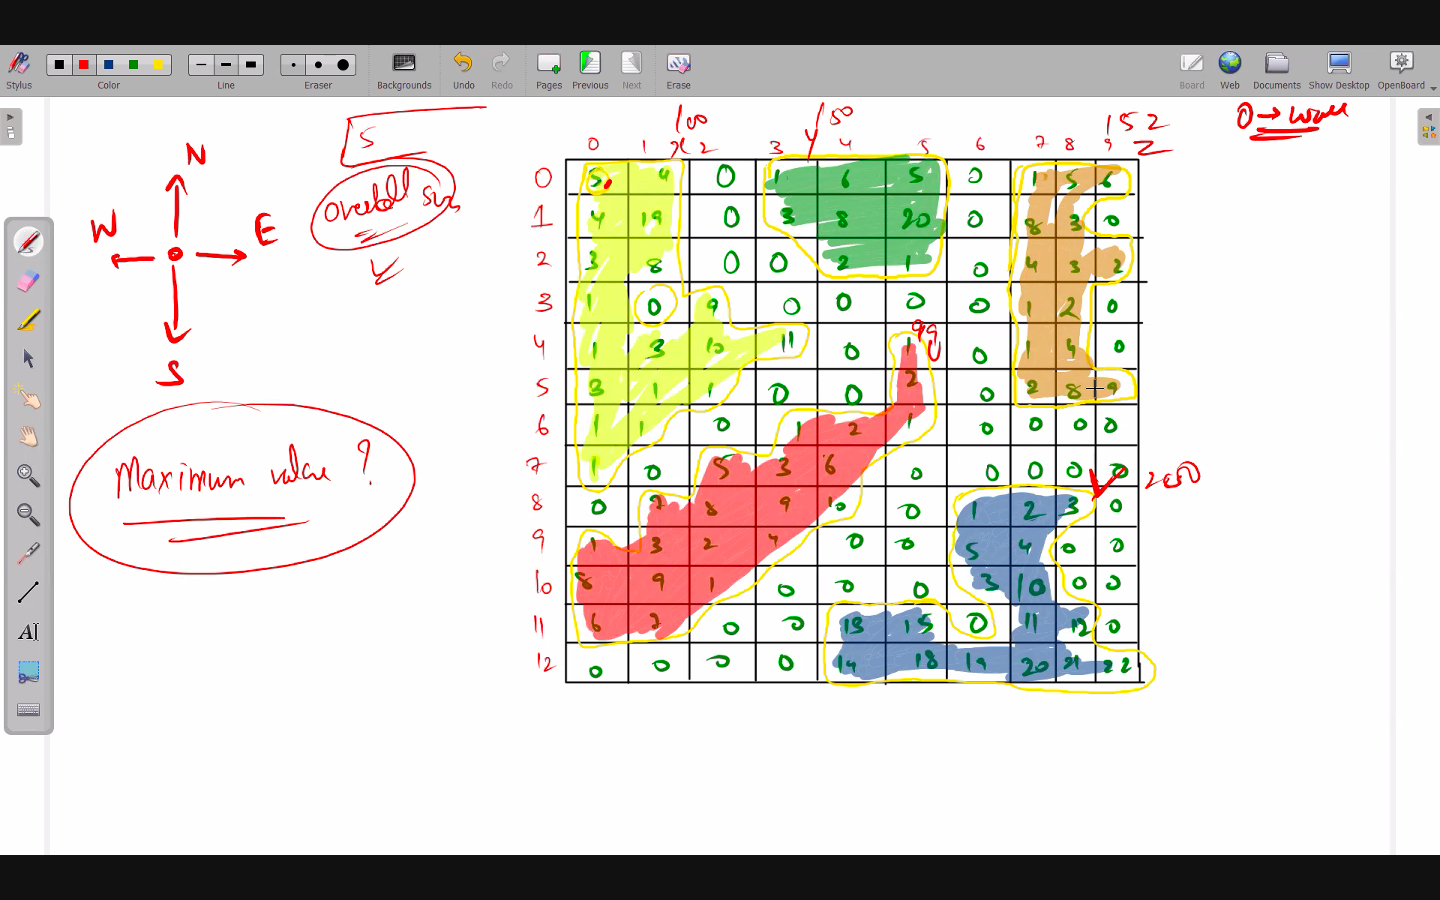 Stylus
Color
Line
Eraser
Backgrounds
Undo
Redo
Pages
Previous
Next
Erase
Board
Web
Documents
Show Desktop
OpenBoard
N
W E
S
5
overall sum
Maximum value ?
100 150 152
x y z
0 → wall
0 1 2 3 4 5 6 7 8 9
0 5 4 0 1 6 5 0 1 5 6
1 4 19 0 3 8 20 0 8 3 0
2 3 8 0 0 2 1 0 4 3 2
3 1 0 9 0 0 0 0 1 2 0
99
4 1 3 10 11 0 1 0 0 1 4 0
5 3 1 1 0 0 2 0 2 8 9
6 1 1 0 1 2 1 0 0 0 0
7 1 0 5 3 6 0 0 0 0 0
200
8 0 7 8 9 10 0 1 2 3 0
9 1 3 2 4 0 0 5 4 0 0
10 8 9 1 0 0 0 3 10 0 0
11 6 7 0 0 13 15 0 11 12 0
12 0 0 0 0 14 18 19 20 21 22